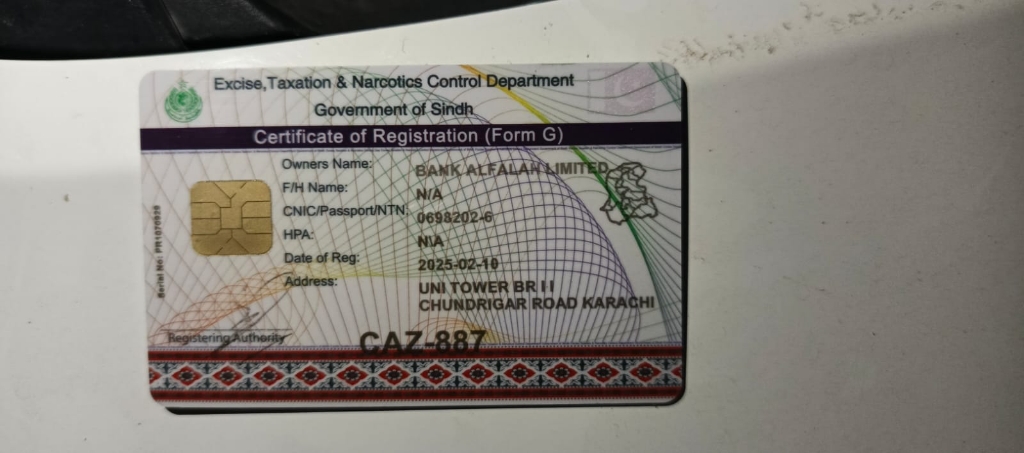 Excise,Taxation & Narcotics Control Department
Government of Sindh
Certificate of Registration (Form G)
Owners Name: BANK ALFALAH LIMITED
F/H Name: N/A
CNIC/Passport/NTN: 0698202-6
HPA: N\A
Date of Reg: 2025-02-10
Address: UNI TOWER BR I I
CHUNDRIGAR ROAD KARACHI
Registering Authority
CAZ-887
Serial No: